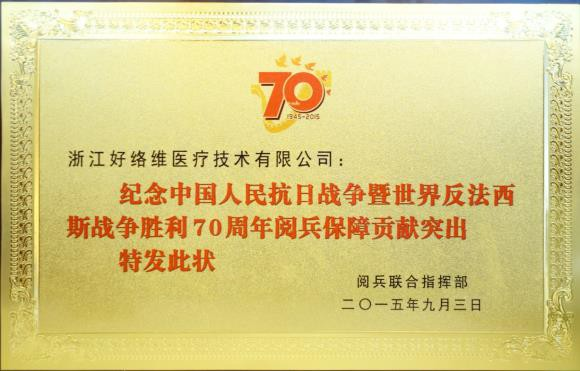 70
1945-2015
浙江好络维医疗技术有限公司：
纪念中国人民抗日战争暨世界反法西
斯战争胜利70周年阅兵保障贡献突出
特发此状
阅兵联合指挥部
二〇一五年九月三日